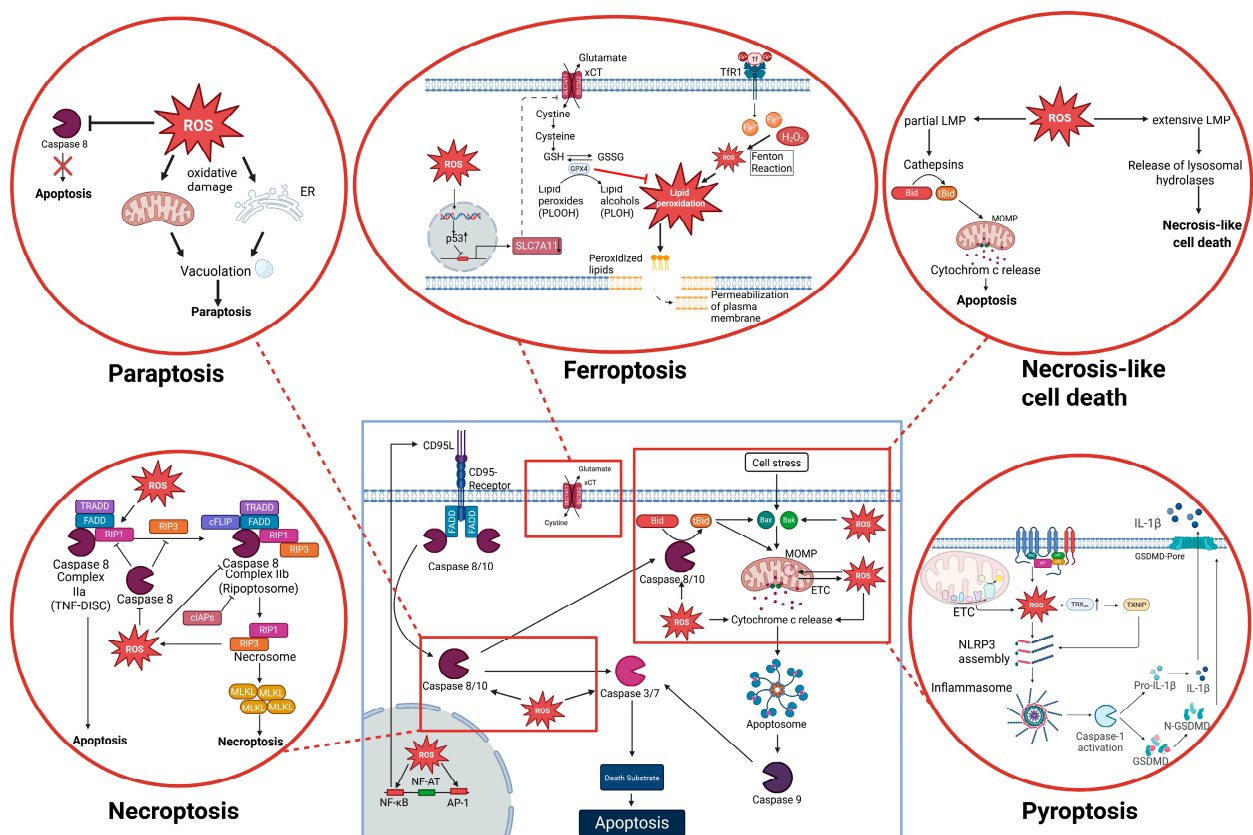 ROS
Caspase 8
Apoptosis
oxidative
damage
ER
Vacuolation
Paraptosis
Paraptosis
Glutamate
xCT
SLC7A11
Cystine
Cysteine
GSH
GSSG
GPX4
Lipid
peroxides
(PLOOH)
Lipid
alcohols
(PLOH)
ROS
p53↑
SLC7A11
Tf
TfR1
H₂O₂
ROS
Fenton
Reaction
Lipid
peroxidation
Peroxidized
lipids
Permeabilization
of plasma
membrane
Ferroptosis
partial LMP
ROS
extensive LMP
Cathepsins
Bid
tBid
MOMP
Cytochrom c release
Apoptosis
Release of lysosomal
hydrolases
Necrosis-like
cell death
Necrosis-like
cell death
ROS
TRADD
FADD
RIP1
RIP3
Caspase 8
Complex
IIa
(TNF-DISC)
Caspase 8
cIAPs
ROS
TRADD
cFLIP
FADD
RIP1
RIP3
Caspase 8
Complex IIb
(Ripoptosome)
RIP1
RIP3
Necrosome
MLKL
MLKL
MLKL
MLKL
Apoptosis
Necroptosis
Necroptosis
CD95L
CD95-
Receptor
FADD
FADD
Caspase 8/10
Glutamate
xCT
Cystine
Cell stress
Bid
tBid
Bax
Bak
ROS
Caspase 8/10
MOMP
ETC
ROS
ROS
Cytochrome c release
Caspase 8/10
ROS
Caspase 3/7
Apoptosome
Caspase 9
ROS
NF-AT
NF-κB
AP-1
Death Substrate
Apoptosis
IL-1β
GSDMD-Pore
ETC
ROS
TXNIP
NLRP3
assembly
Inflammasome
Caspase-1
activation
Pro-IL-1β
IL-1β
N-GSDMD
GSDMD
Pyroptosis